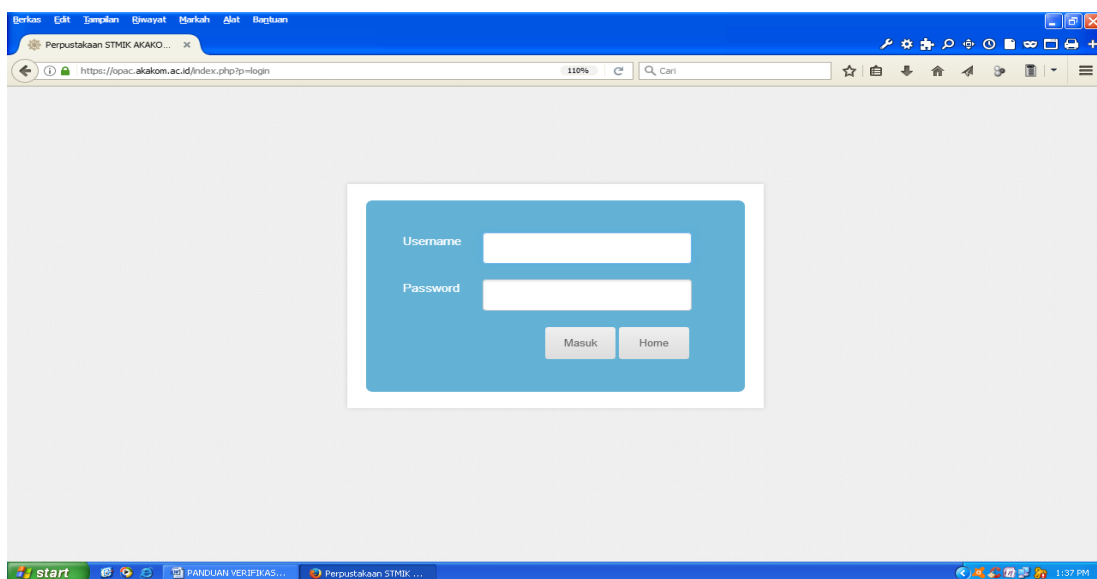 Berkas Edit Tampilan Riwayat Markah Alat Bantuan
Perpustakaan STMIK AKAKO...
https://opac.akakom.ac.id/index.php?p=login 110% Cari
Username
Password
Masuk Home
start PANDUAN VERIFIKAS... Perpustakaan STMIK ... 1:37 PM